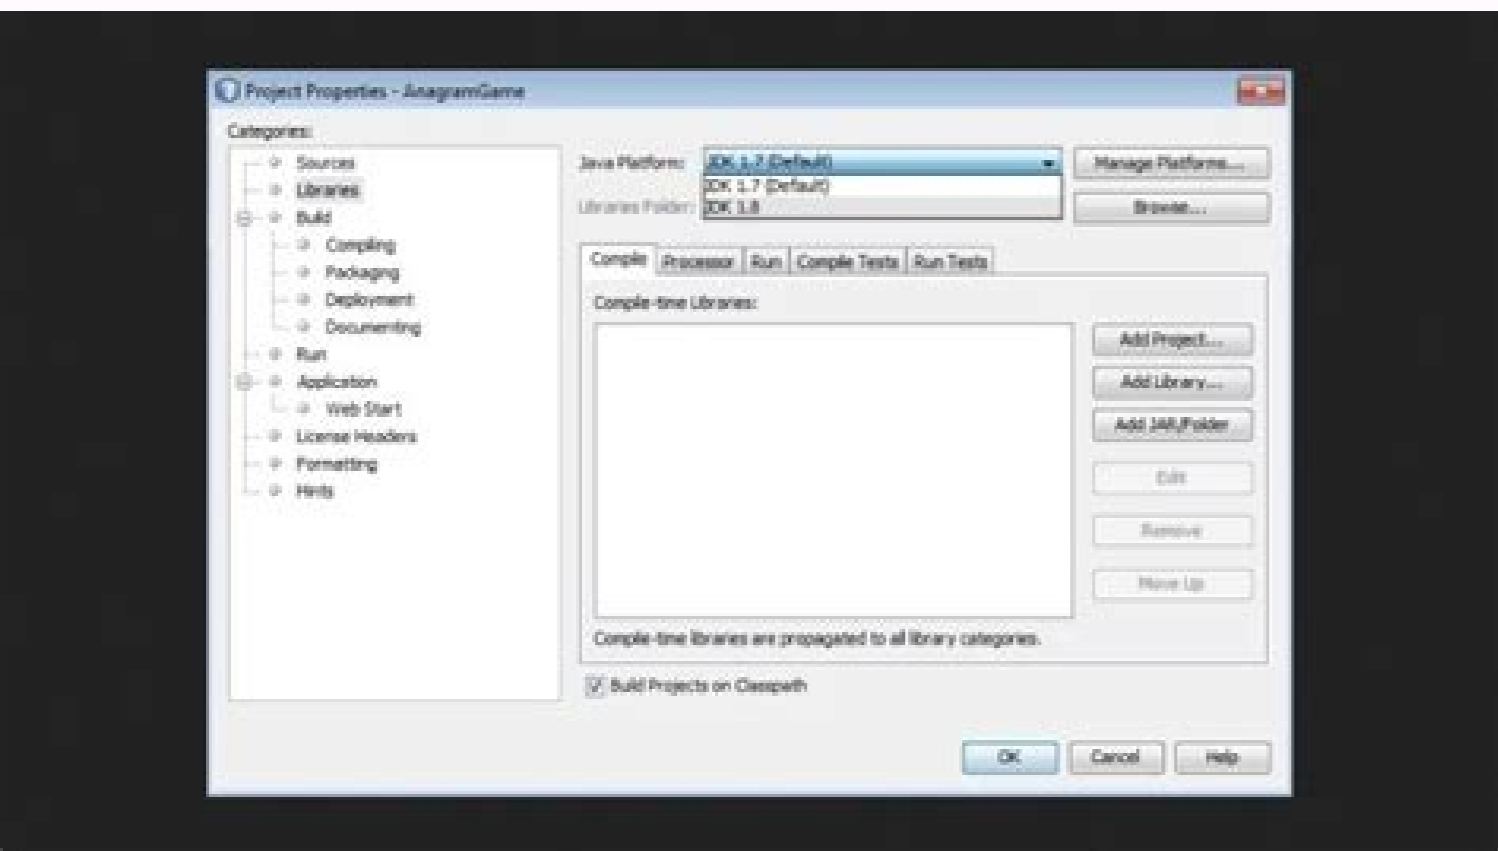 Project Properties - AnagramGame
Categories:
Sources
Libraries
Build
Compiling
Packaging
Deployment
Documenting
Run
Application
Web Start
License Headers
Formatting
Hints
Java Platform: JDK 1.7 (Default) Manage Platforms...
JDK 1.7 (Default)
Libraries Folder: JDK 1.8 Browse...
Compile Processor Run Compile Tests Run Tests
Compile-time Libraries:
Add Project...
Add Library...
Add JAR/Folder
Edit
Remove
Move Up
Compile-time libraries are propagated to all library categories.
Build Projects on Classpath
OK Cancel Help